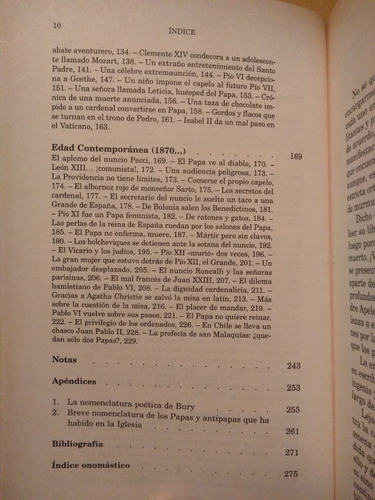 10
ÍNDICE
abate aventurero, 134. – Clemente XIV condecora a un adolescen-
te llamado Mozart, 138. – Un extraño entretenimiento del Santo
Padre, 141. – Una célebre extremaunción, 144. – Pío VI decepcio-
na a Goethe, 147. – Un niño impone el capelo al futuro Pío VII,
151. – Una señora llamada Leticia, huésped del Papa, 153. – Cró-
nica de una muerte anunciada, 156. – Una taza de chocolate im-
pide a un cardenal convertirse en Papa, 158. – Gordos y flacos que
se turnan en el trono de Pedro, 161. – Isabel II da un mal paso en
el Vaticano, 163.
Edad Contemporánea (1870...) . . . . . . . 169
El aplomo del nuncio Pecci, 169. – El Papa ve al diablo, 170. –
León XIII... ¡comunista!, 171. – Una audiencia peligrosa, 173. –
La Providencia no tiene límites, 173. – Comerse el propio capelo,
174. – El albornoz rojo de monseñor Sarto, 175. – Los secretos del
cardenal, 177. – El secretario del nuncio le suelta un taco a una
Grande de España, 178. – De Bolonia salen los Benedictinos, 181.
– Pío XI fue un Papa feminista, 182. – De ratones y gatos, 184. –
Las perlas de la reina de España ruedan por los salones del Papa,
185. – El Papa no enferma, muere, 187. – Mártir pero sin clavos,
190. – Los bolcheviques se detienen ante la sotana del nuncio, 192.
– El Vicario y los judíos, 193. – Pío XII -murió- dos veces, 197. –
La gran mujer que estuvo detrás de Pío XII, el Grande, 201. – Un
embajador desplazado, 205. – El nuncio Roncalli y las señoras
parisinas, 206. – El mal francés de Juan XXIII, 207. – El dilema
hamletiano de Pablo VI, 208. – La dignidad cardenalicia, 211. –
Gracias a Agatha Christie se salvó la misa en latín, 213. – Más
sobre la cuestión de la misa, 216. – El placer de mandar, 219. –
Pablo VI vuelve sobre sus pasos, 221. – El Papa no quiere reinar,
222. – El privilegio de los ordenados, 226. – En Chile se lleva un
chasco Juan Pablo II, 228. – La profecía de san Malaquías: ¿que-
dan sólo dos Papas?, 229.
Notas . . . . . . . . . . . . . 243
Apéndices . . . . . . . . . . . . 253
1. La nomenclatura poética de Bury . . . . . . 255
2. Breve nomenclatura de los Papas y antipapas que ha
habido en la Iglesia . . . . . . . . . . 261
Bibliografía . . . . . . . . . . . . 271
Índice onomástico . . . . . . . . . . 275